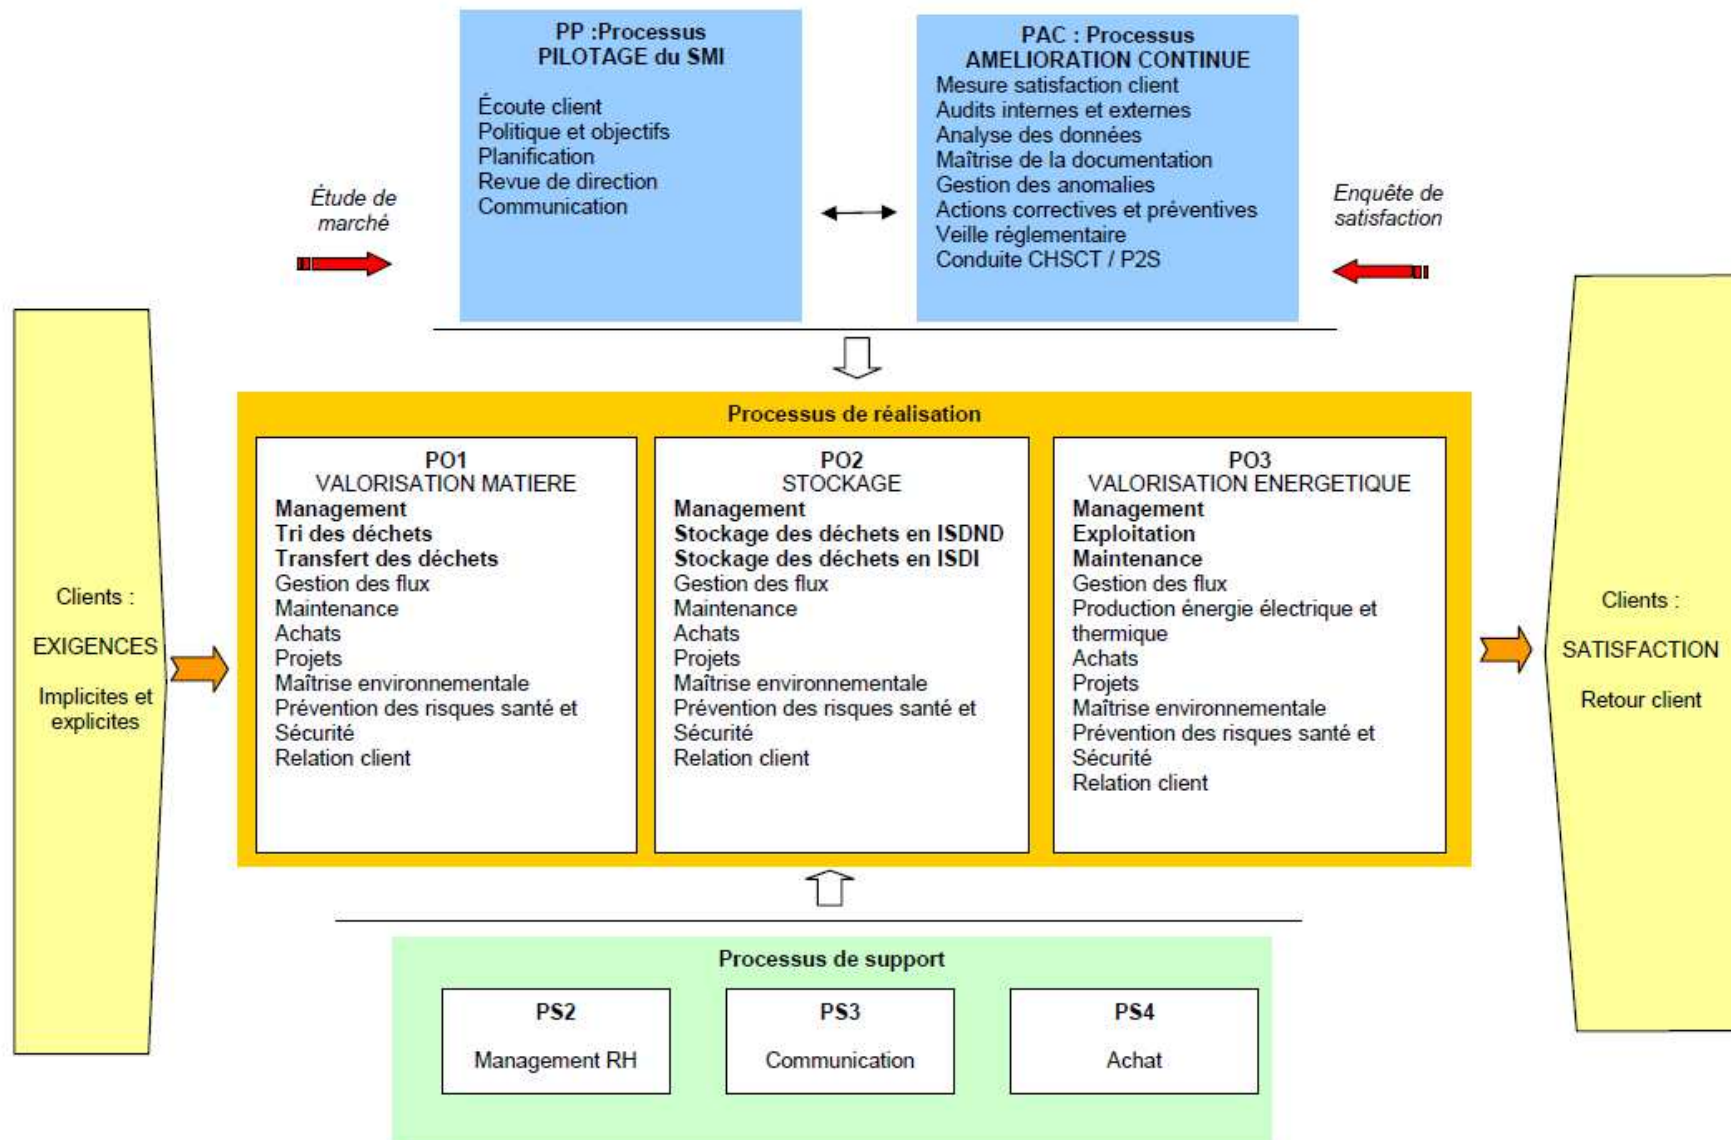 PP :Processus
PILOTAGE du SMI
Écoute client
Politique et objectifs
Planification
Revue de direction
Communication
PAC : Processus
AMELIORATION CONTINUE
Mesure satisfaction client
Audits internes et externes
Analyse des données
Maîtrise de la documentation
Gestion des anomalies
Actions correctives et préventives
Veille réglementaire
Conduite CHSCT / P2S
Étude de
marché
Enquête de
satisfaction
Clients :
EXIGENCES
Implicites et
explicites
Processus de réalisation
PO1
VALORISATION MATIERE
Management
Tri des déchets
Transfert des déchets
Gestion des flux
Maintenance
Achats
Projets
Maîtrise environnementale
Prévention des risques santé et
Sécurité
Relation client
PO2
STOCKAGE
Management
Stockage des déchets en ISDND
Stockage des déchets en ISDI
Gestion des flux
Maintenance
Achats
Projets
Maîtrise environnementale
Prévention des risques santé et
Sécurité
Relation client
PO3
VALORISATION ENERGETIQUE
Management
Exploitation
Maintenance
Gestion des flux
Production énergie électrique et
thermique
Achats
Projets
Maîtrise environnementale
Prévention des risques santé et
Sécurité
Relation client
Clients :
SATISFACTION
Retour client
Processus de support
PS2
Management RH
PS3
Communication
PS4
Achat